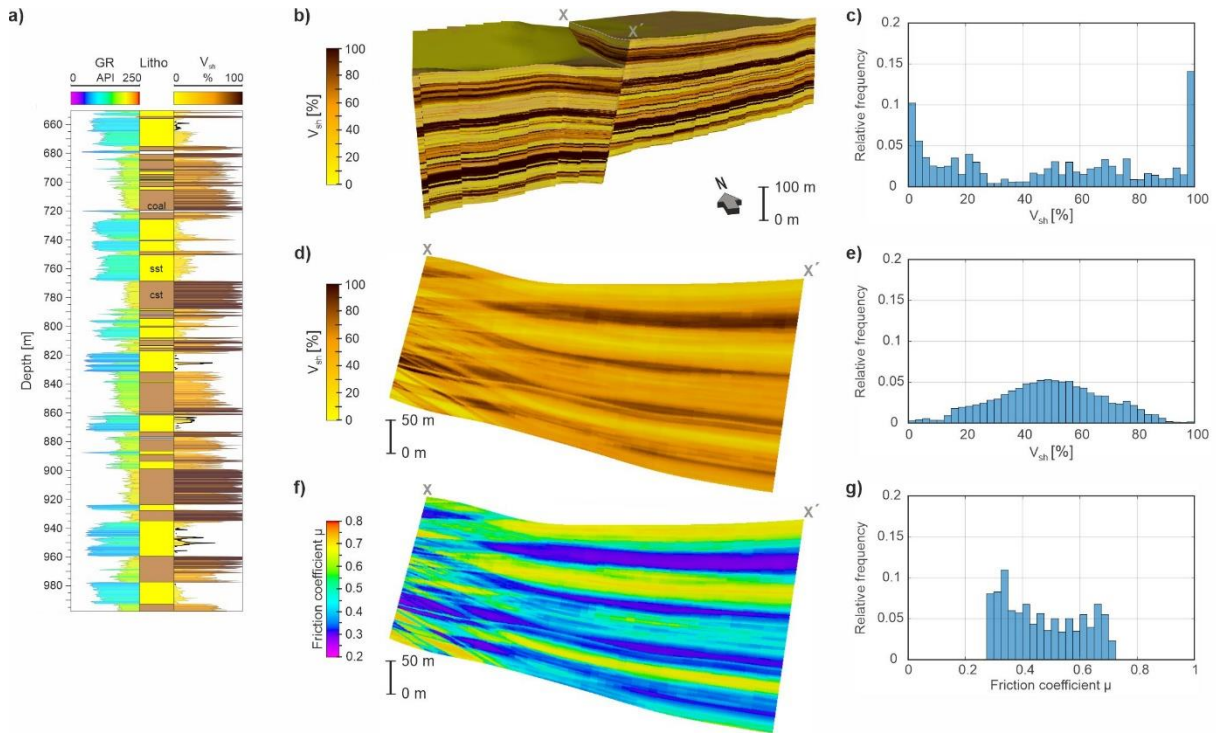 a)
GR
Litho
V_sh
0 API 250
0 % 100
Depth [m]
660
680
700
720
740
760
780
800
820
840
860
880
900
920
940
960
980
coal
sst
cst
b)
V_sh [%]
100
80
60
40
20
0
X
X´
N
100 m
0 m
c)
Relative frequency
0.2
0.15
0.1
0.05
0
0 20 40 60 80 100
V_sh [%]
d)
V_sh [%]
100
80
60
40
20
0
X
X´
50 m
0 m
e)
Relative frequency
0.2
0.15
0.1
0.05
0
0 20 40 60 80 100
V_sh [%]
f)
Friction coefficient µ
0.8
0.7
0.6
0.5
0.4
0.3
0.2
X
X´
50 m
0 m
g)
Relative frequency
0.2
0.15
0.1
0.05
0
0 0.2 0.4 0.6 0.8 1
Friction coefficient µ